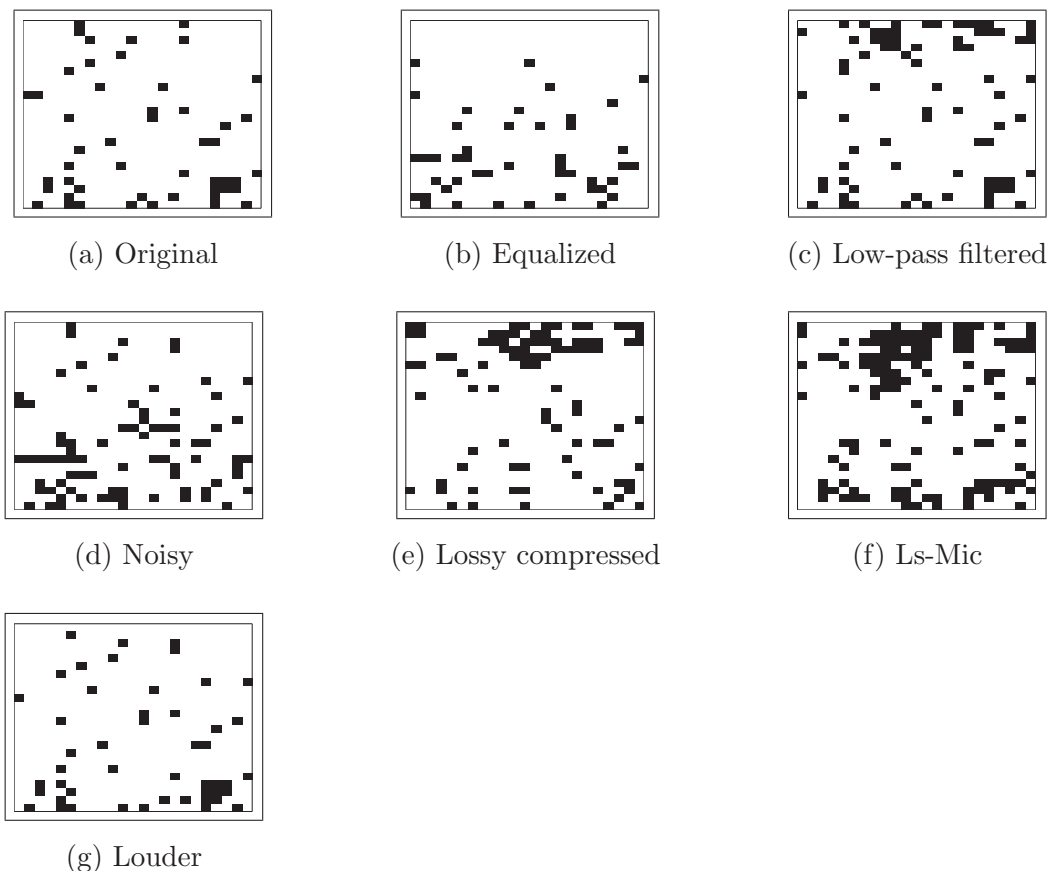 (a) Original
(b) Equalized
(c) Low-pass filtered
(d) Noisy
(e) Lossy compressed
(f) Ls-Mic
(g) Louder